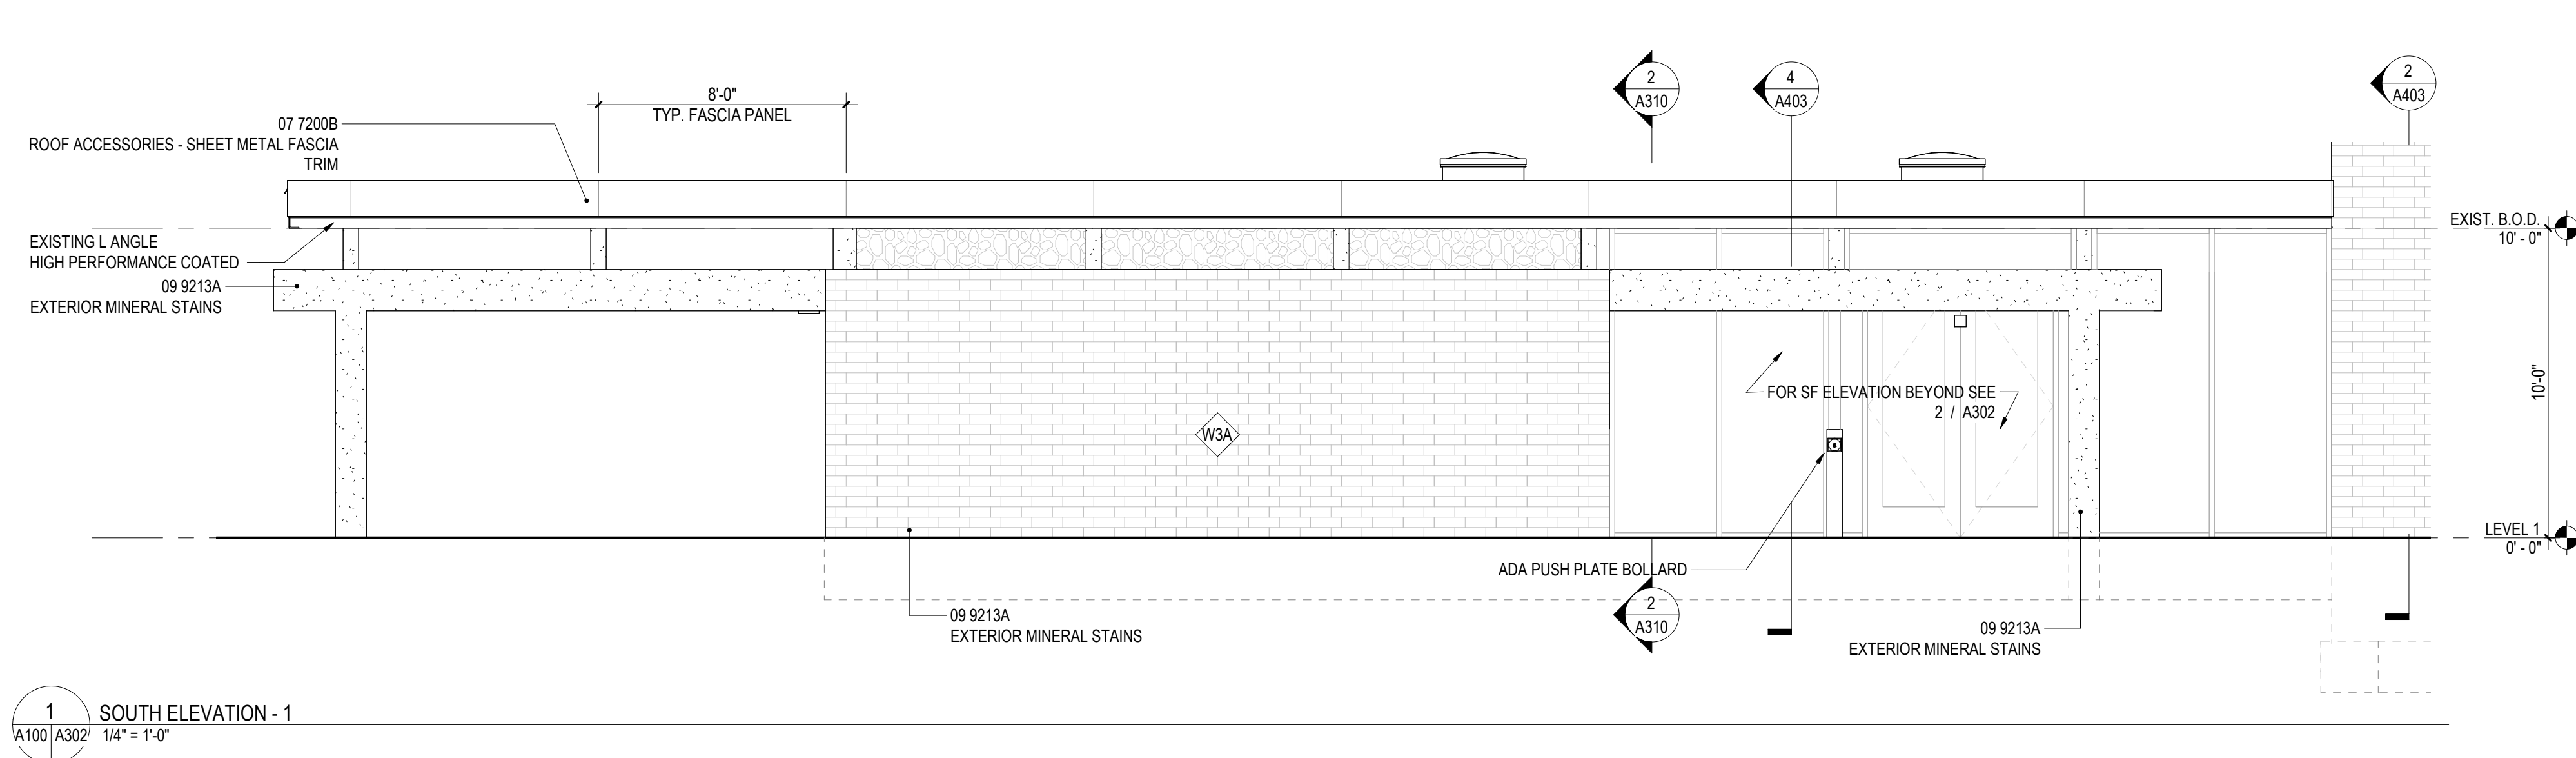 2
A310
4
A403
2
A403
8'-0"
TYP. FASCIA PANEL
07 7200B
ROOF ACCESSORIES - SHEET METAL FASCIA
TRIM
EXISTING L ANGLE
HIGH PERFORMANCE COATED
09 9213A
EXTERIOR MINERAL STAINS
EXIST. B.O.D.
10' - 0"
10'-0"
FOR SF ELEVATION BEYOND SEE
2 / A302
W3A
LEVEL 1
0' - 0"
ADA PUSH PLATE BOLLARD
09 9213A
EXTERIOR MINERAL STAINS
2
A310
09 9213A
EXTERIOR MINERAL STAINS
1
A100 A302
SOUTH ELEVATION - 1
1/4" = 1'-0"